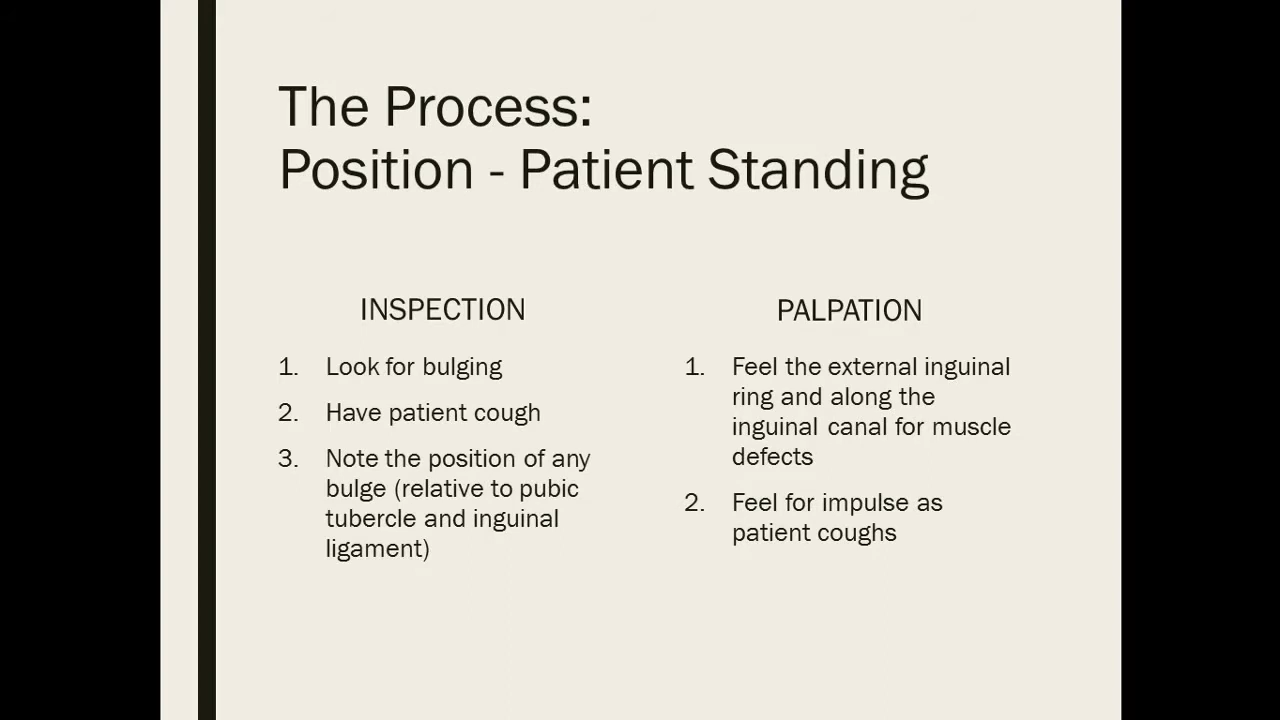 The Process:
Position - Patient Standing
INSPECTION
1. Look for bulging
2. Have patient cough
3. Note the position of any
bulge (relative to pubic
tubercle and inguinal
ligament)
PALPATION
1. Feel the external inguinal
ring and along the
inguinal canal for muscle
defects
2. Feel for impulse as
patient coughs